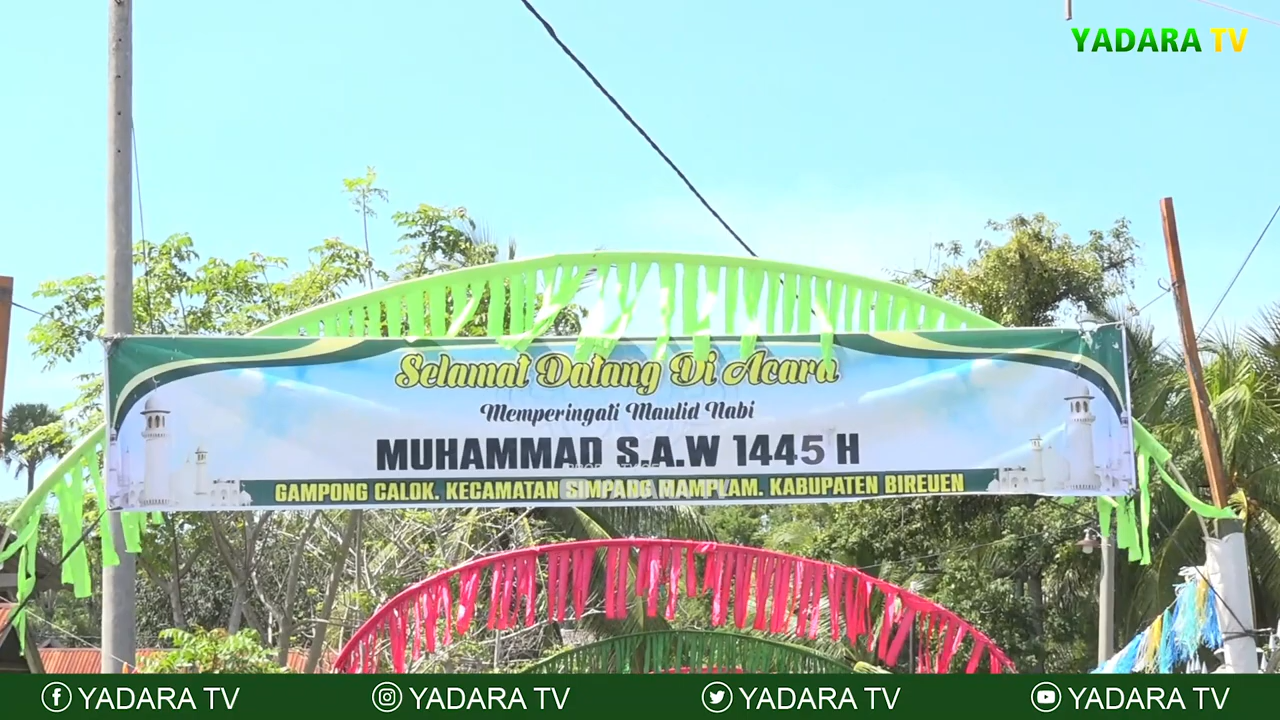 YADARA TV
Selamat Datang Di Acara
Memperingati Maulid Nabi
MUHAMMAD S.A.W 1445 H
GAMPONG CALOK. KECAMATAN SIMPANG MAMPLAM. KABUPATEN BIREUEN
YADARA TV YADARA TV YADARA TV YADARA TV